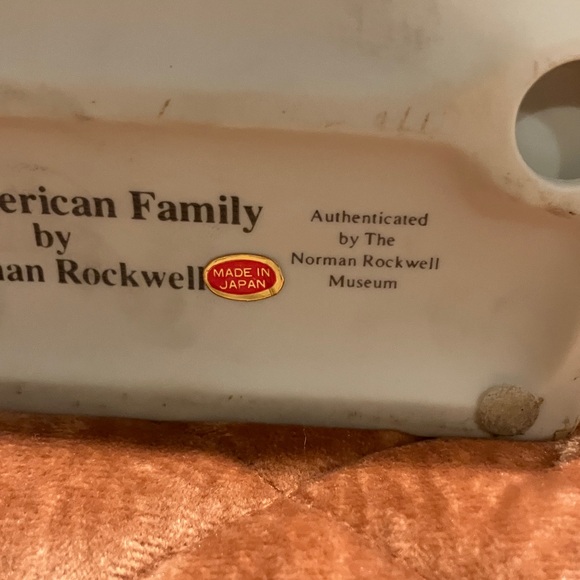 erican Family
by
an Rockwell
MADE IN
JAPAN
Authenticated
by The
Norman Rockwell
Museum